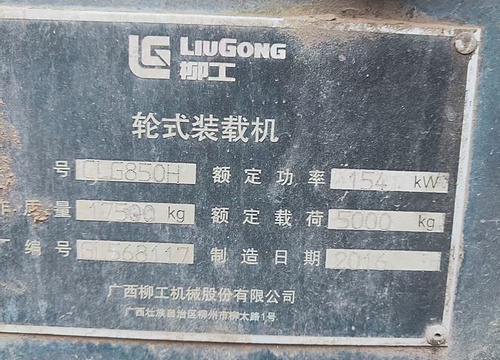 LIUGONG
柳工
轮式装载机
号 CLG850H 额定功率 154 kW
作质量 17500 kg 额定载荷 5000 kg
编号 制造日期
广西柳工机械股份有限公司
广西壮族自治区柳州市柳太路1号